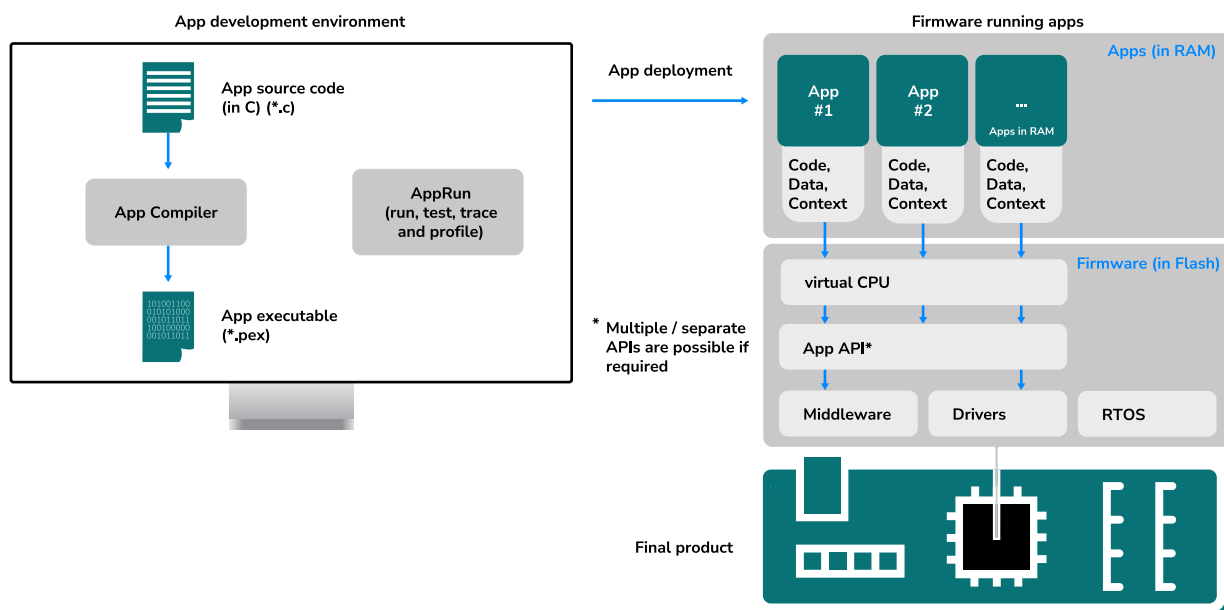 App development environment
App source code
(in C) (*.c)
App Compiler
AppRun
(run, test, trace
and profile)
101001100
010101000
001011011
100100000
001011011
App executable
(*.pex)
App deployment
* Multiple / separate
APIs are possible if
required
Firmware running apps
Apps (in RAM)
App
#1
App
#2
...
Apps in RAM
Code,
Data,
Context
Code,
Data,
Context
Code,
Data,
Context
Firmware (in Flash)
virtual CPU
App API*
Middleware
Drivers
RTOS
Final product